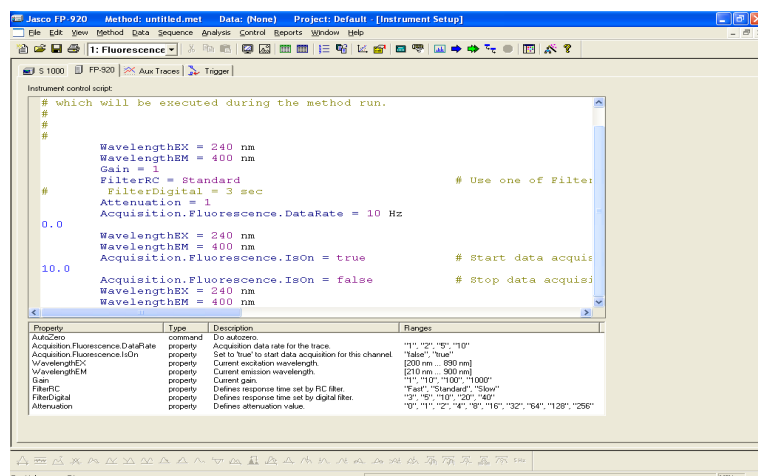 Jasco FP-920 Method: untitled.met Data: (None) Project: Default - [Instrument Setup]
File Edit View Method Data Sequence Analysis Control Reports Window Help
1: Fluorescence
S 1000 FP-920 Aux Traces Trigger
Instrument control script:
# which will be executed during the method run.
#
#
#
WavelengthEX = 240 nm
WavelengthEM = 400 nm
Gain = 1
FilterRC = Standard # Use one of Filter
# FilterDigital = 3 sec
Attenuation = 1
Acquisition.Fluorescence.DataRate = 10 Hz
0.0
WavelengthEX = 240 nm
WavelengthEM = 400 nm
Acquisition.Fluorescence.IsOn = true # Start data acquis
10.0
Acquisition.Fluorescence.IsOn = false # Stop data acquisi
WavelengthEX = 240 nm
WavelengthEM = 400 nm
Property Type Description Ranges
AutoZero command Do autozero.
Acquisition.Fluorescence.DataRate property Acquisition data rate for the trace. "1", "2", "5", "10"
Acquisition.Fluorescence.IsOn property Set to 'true' to start data acquisition for this channel. "false", "true"
WavelengthEX property Current excitation wavelength. [200 nm ... 890 nm]
WavelengthEM property Current emission wavelength. [210 nm ... 900 nm]
Gain property Current gain. "1", "10", "100", "1000"
FilterRC property Defines response time set by RC filter. "Fast", "Standard", "Slow"
FilterDigital property Defines response time set by digital filter. "3", "5", "10", "20", "40"
Attenuation property Defines attenuation value. "0", "1", "2", "4", "8", "16", "32", "64", "128", "256"